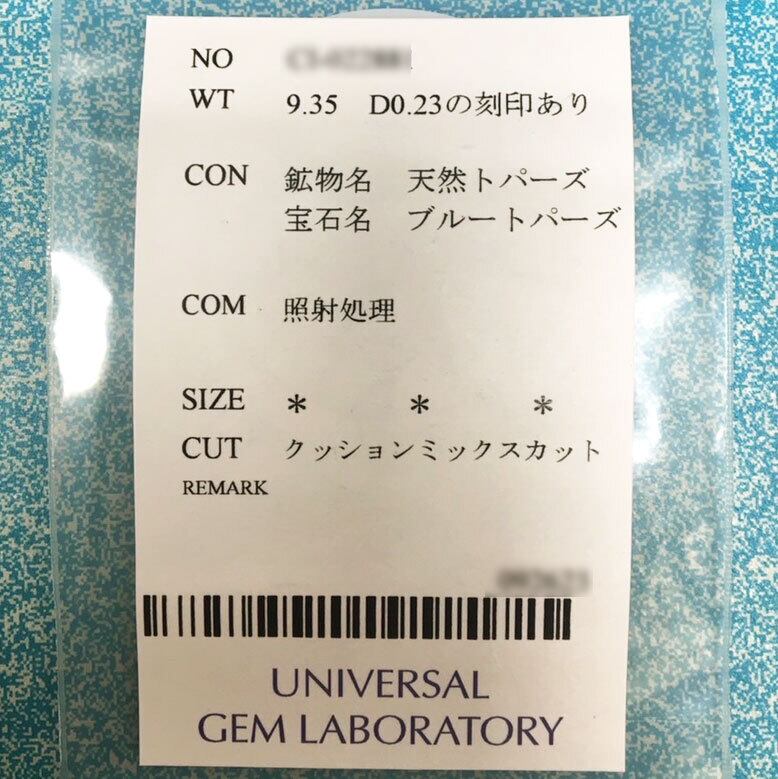 NO
WT 9.35 D0.23の刻印あり
CON 鉱物名 天然トパーズ
宝石名 ブルートパーズ
COM 照射処理
SIZE * * *
CUT クッションミックスカット
REMARK
UNIVERSAL
GEM LABORATORY